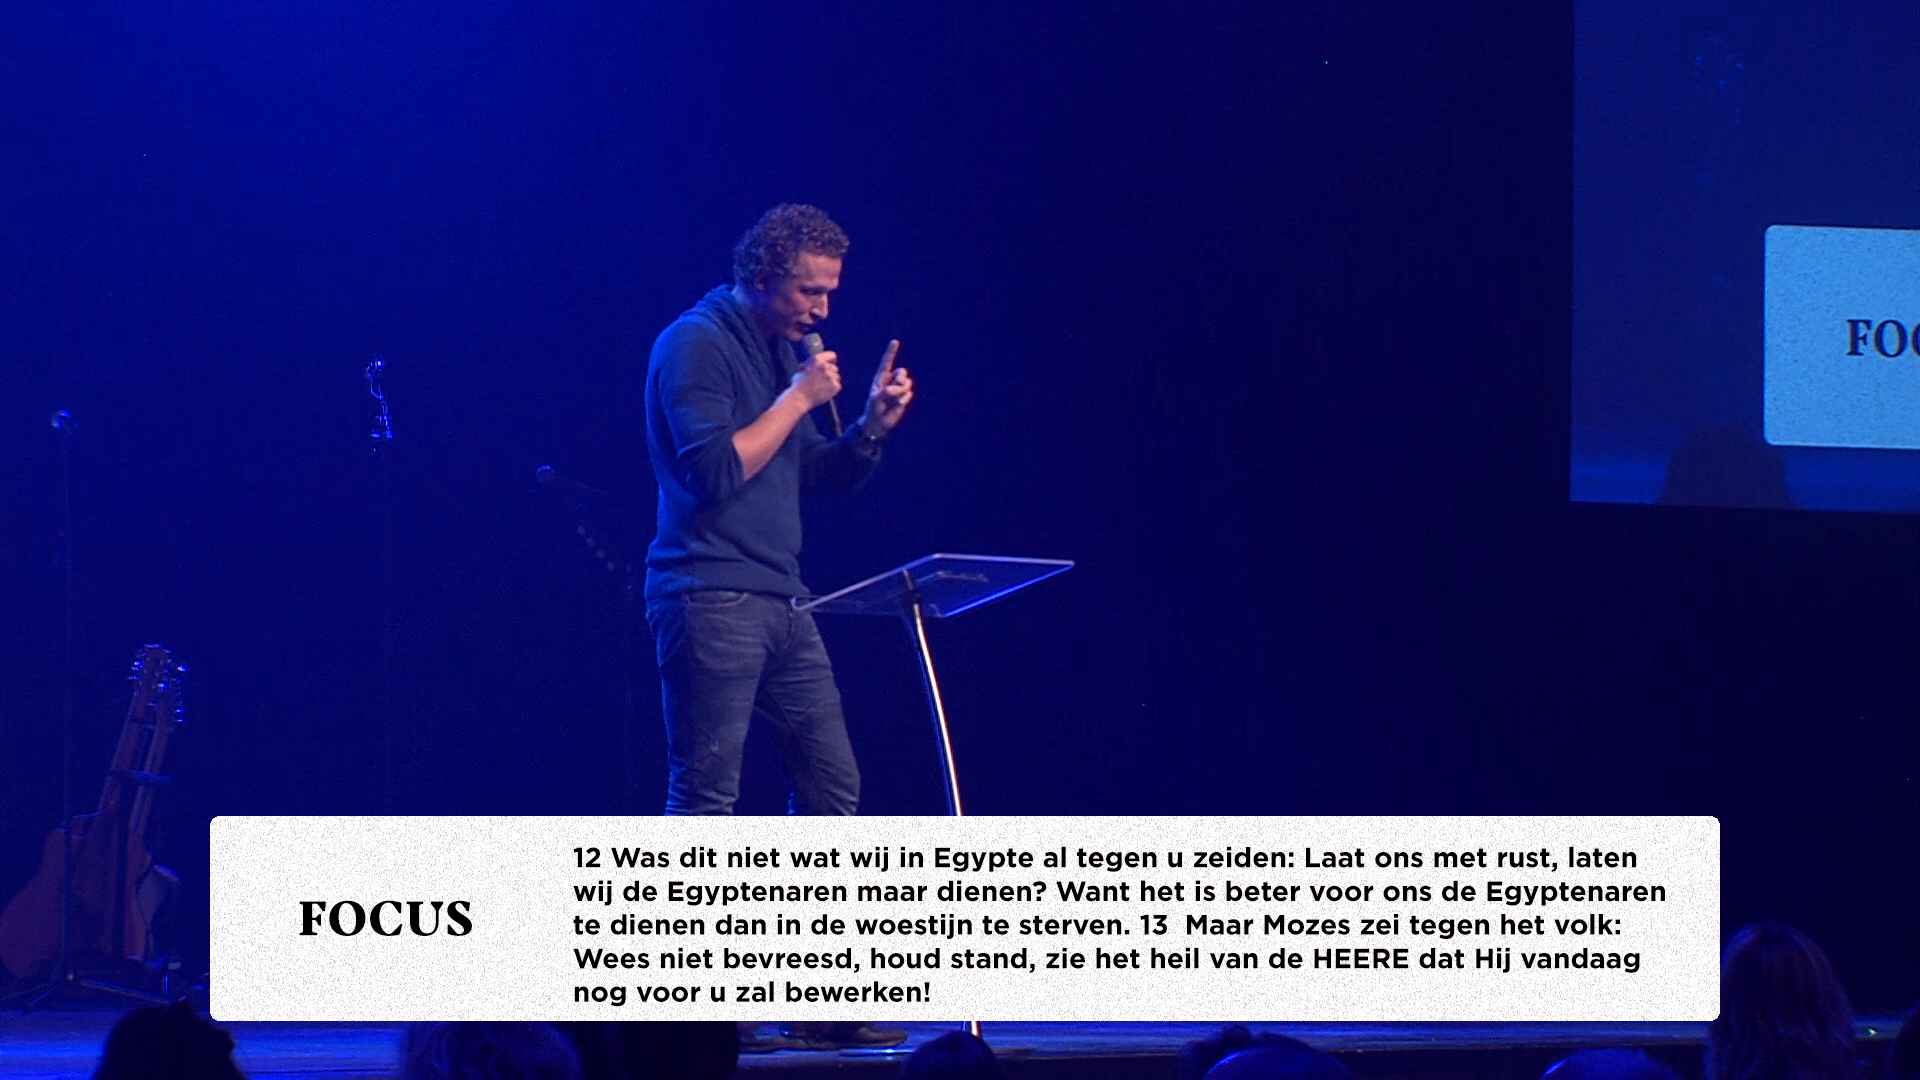 FOC
FOCUS
12 Was dit niet wat wij in Egypte al tegen u zeiden: Laat ons met rust, laten
wij de Egyptenaren maar dienen? Want het is beter voor ons de Egyptenaren
te dienen dan in de woestijn te sterven. 13  Maar Mozes zei tegen het volk:
Wees niet bevreesd, houd stand, zie het heil van de HEERE dat Hij vandaag
nog voor u zal bewerken!